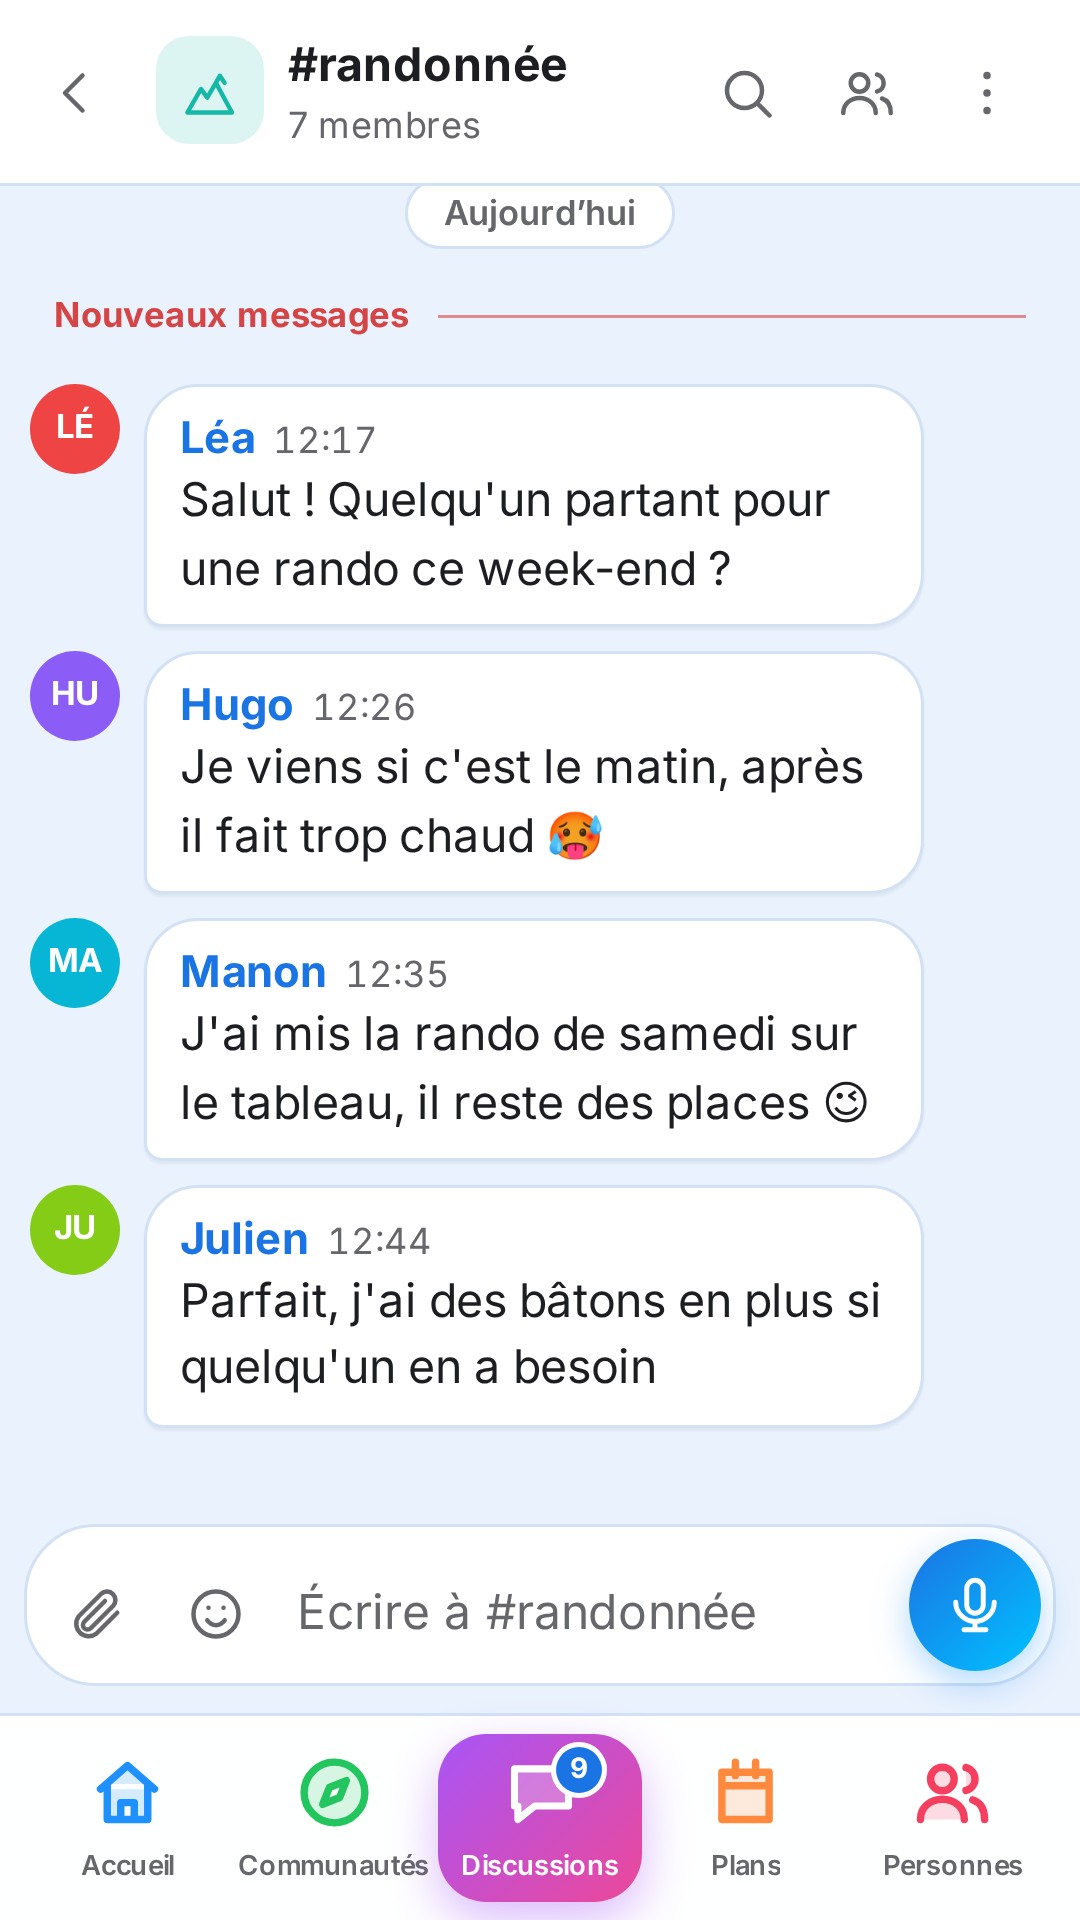 #randonnée
7 membres
Aujourd’hui
Nouveaux messages
LÉ
Léa 12:17
Salut ! Quelqu'un partant pour
une rando ce week-end ?
HU
Hugo 12:26
Je viens si c'est le matin, après
il fait trop chaud 🥵
MA
Manon 12:35
J'ai mis la rando de samedi sur
le tableau, il reste des places 😉
JU
Julien 12:44
Parfait, j'ai des bâtons en plus si
quelqu'un en a besoin
Écrire à #randonnée
9
Accueil Communautés Discussions Plans Personnes